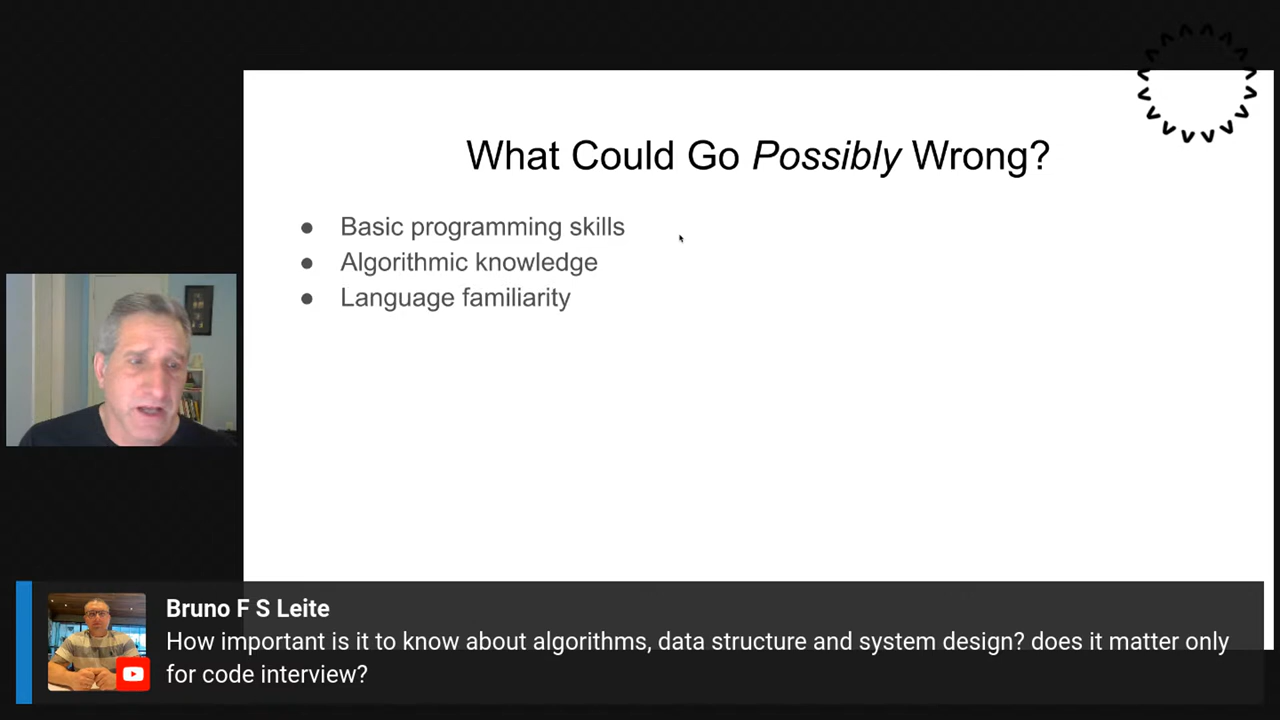 What Could Go Possibly Wrong?
● Basic programming skills
● Algorithmic knowledge
● Language familiarity
Bruno F S Leite
How important is it to know about algorithms, data structure and system design? does it matter only
for code interview?